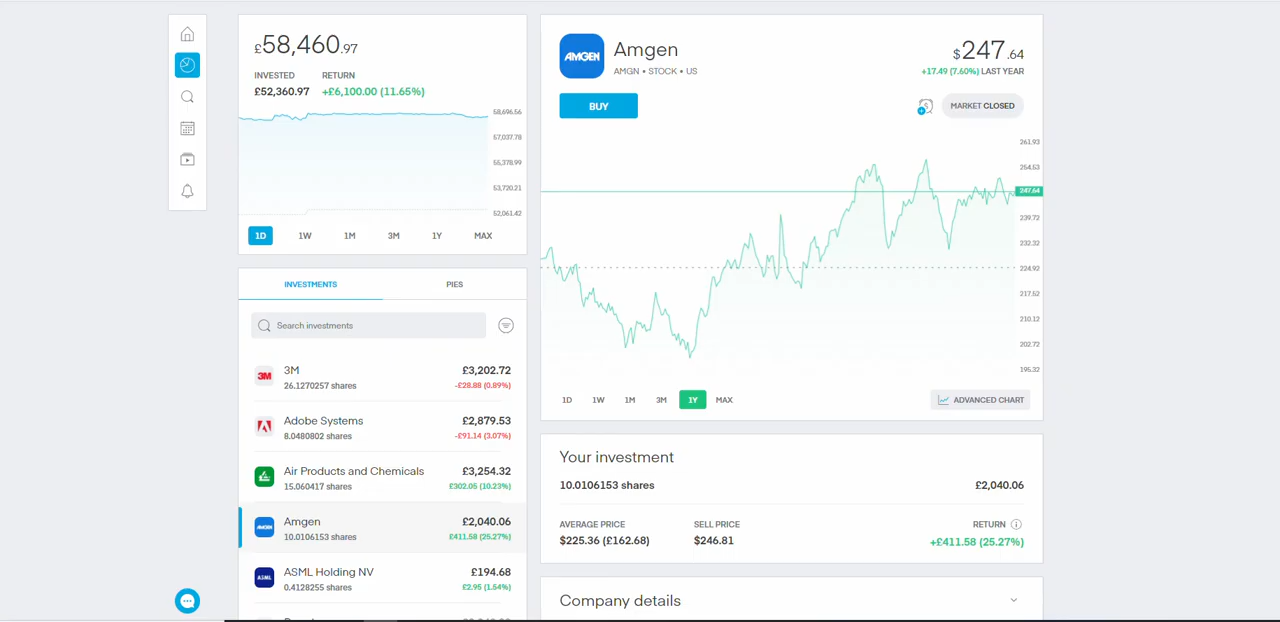 £58,460.97
INVESTED RETURN
£52,360.97 +£6,100.00 (11.65%)
58,696.56
57,037.78
55,378.99
53,720.21
52,061.42
1D 1W 1M 3M 1Y MAX
INVESTMENTS PIES
Search investments
3M
3M £3,202.72
26.1270257 shares -£28.88 (0.89%)
Adobe Systems £2,879.53
8.0480802 shares -£91.14 (3.07%)
Air Products and Chemicals £3,254.32
15.060417 shares £302.05 (10.23%)
AMGEN
Amgen £2,040.06
10.0106153 shares £411.58 (25.27%)
ASML
ASML Holding NV £194.68
0.4128255 shares £2.95 (1.54%)
AMGEN
Amgen $247.64
AMGN • STOCK • US +17.49 (7.60%) LAST YEAR
BUY MARKET CLOSED
261.93
254.53
247.64
239.72
232.32
224.92
217.52
210.12
202.72
195.32
1D 1W 1M 3M 1Y MAX ADVANCED CHART
Your investment
10.0106153 shares £2,040.06
AVERAGE PRICE SELL PRICE RETURN
$225.36 (£162.68) $246.81 +£411.58 (25.27%)
Company details